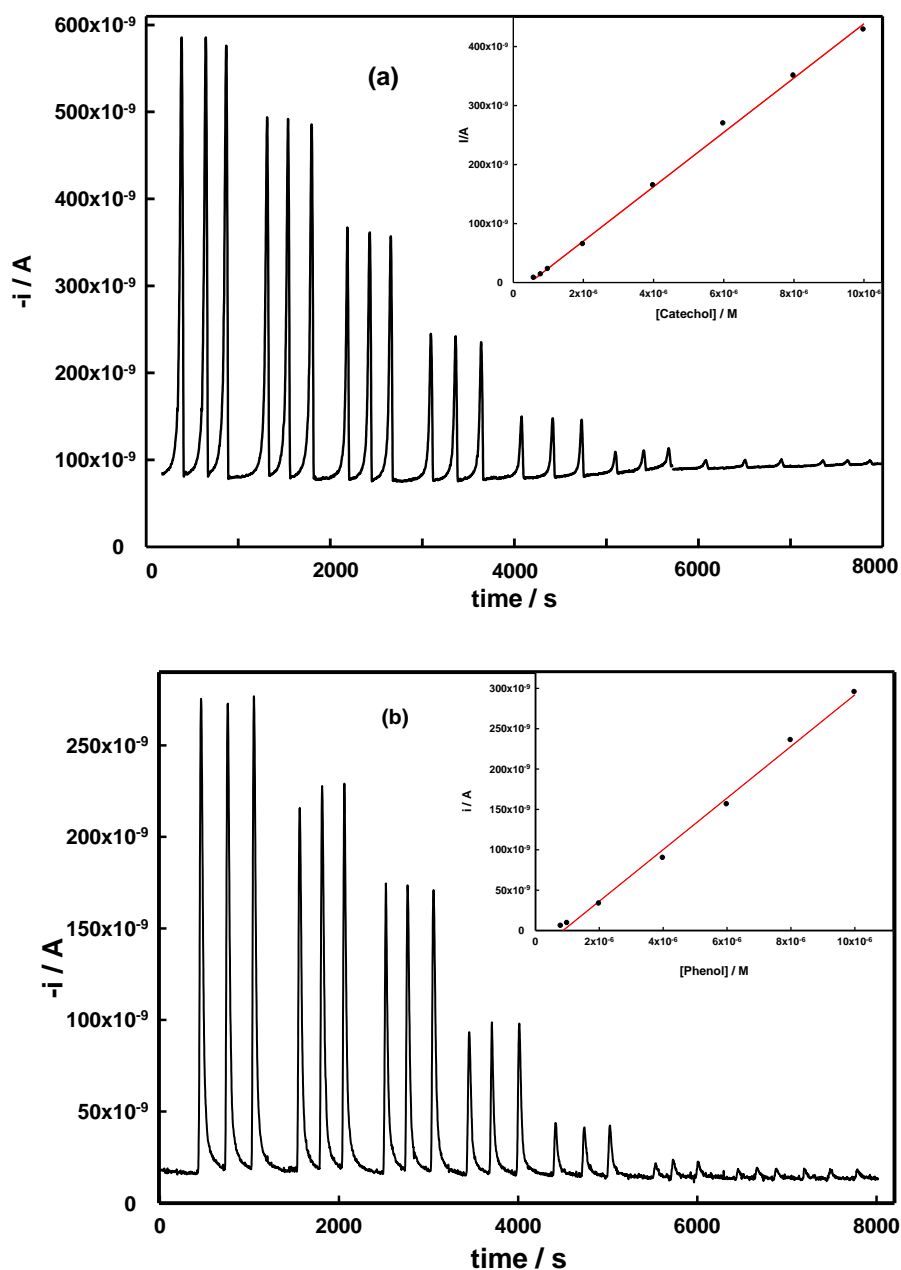 (a)
-i / A
600x10⁻⁹
500x10⁻⁹
400x10⁻⁹
300x10⁻⁹
200x10⁻⁹
100x10⁻⁹
0
0 2000 4000 6000 8000
time / s
I/A
400x10⁻⁹
300x10⁻⁹
200x10⁻⁹
100x10⁻⁹
0
0 2x10⁻⁶ 4x10⁻⁶ 6x10⁻⁶ 8x10⁻⁶ 10x10⁻⁶
[Catechol] / M
(b)
-i / A
250x10⁻⁹
200x10⁻⁹
150x10⁻⁹
100x10⁻⁹
50x10⁻⁹
0
0 2000 4000 6000 8000
time / s
i / A
300x10⁻⁹
250x10⁻⁹
200x10⁻⁹
150x10⁻⁹
100x10⁻⁹
50x10⁻⁹
0
0 2x10⁻⁶ 4x10⁻⁶ 6x10⁻⁶ 8x10⁻⁶ 10x10⁻⁶
[Phenol] / M